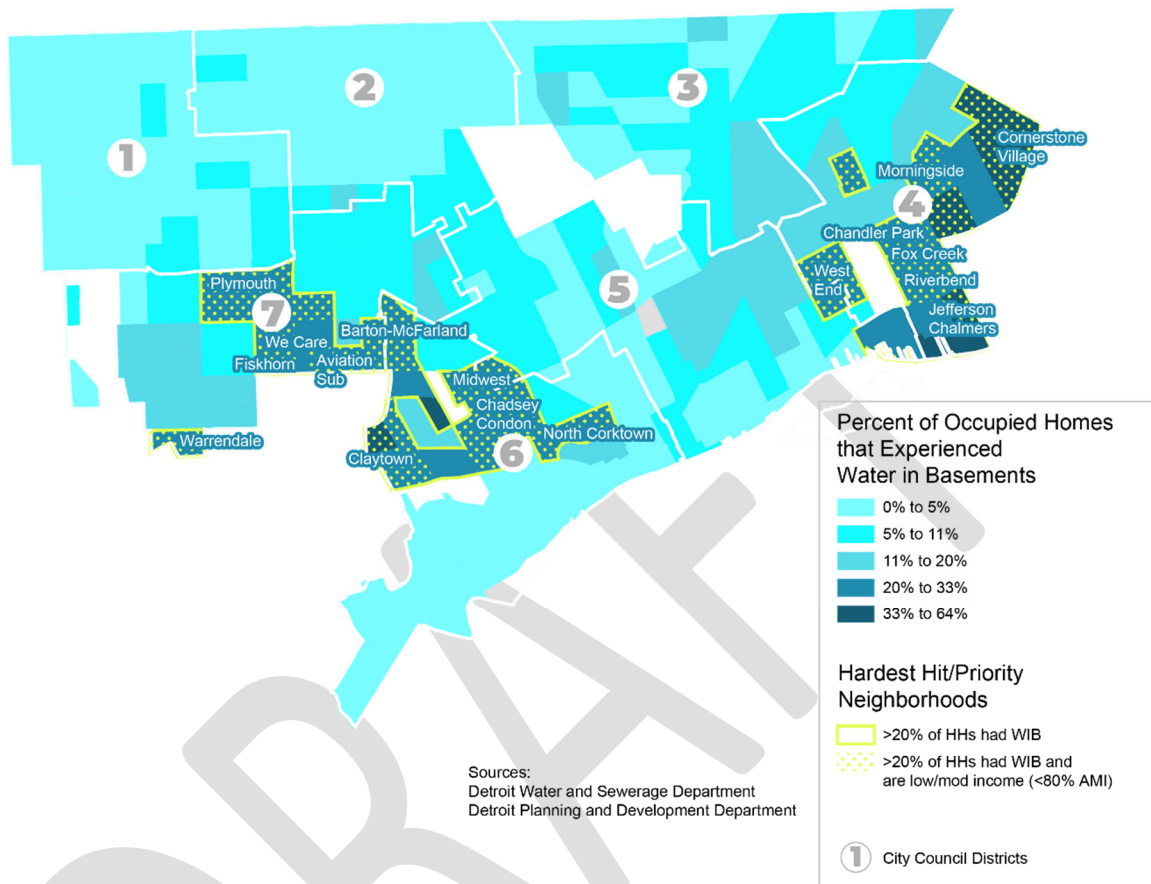 1
2
3
Cornerstone
Village
Morningside
4
Chandler Park
Fox Creek
West
End
Riverbend
Jefferson
Chalmers
5
Plymouth
7
We Care
Fiskhorn
Aviation
Sub
Barton-McFarland
Midwest
Chadsey
Condon
North Corktown
Warrendale
Claytown
6
Percent of Occupied Homes
that Experienced
Water in Basements
0% to 5%
5% to 11%
11% to 20%
20% to 33%
33% to 64%
Hardest Hit/Priority
Neighborhoods
>20% of HHs had WIB
>20% of HHs had WIB and
are low/mod income (<80% AMI)
1 City Council Districts
Sources:
Detroit Water and Sewerage Department
Detroit Planning and Development Department
DRAFT